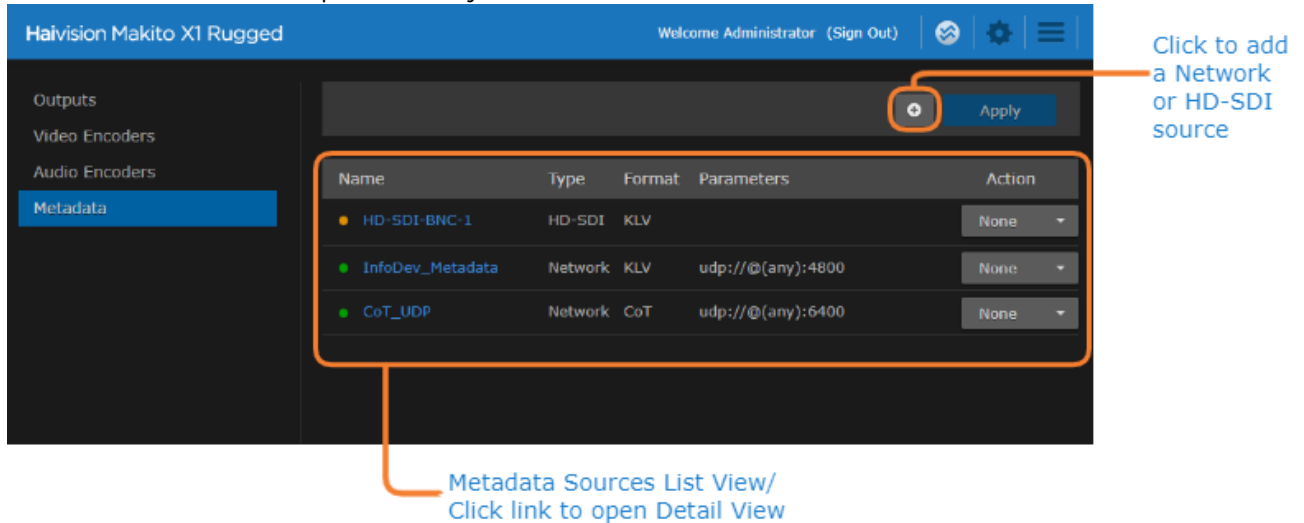 Haivision Makito X1 Rugged
Welcome Administrator (Sign Out)
Click to add
a Network
or HD-SDI
source
Outputs
Video Encoders
Audio Encoders
Metadata
Apply
Name Type Format Parameters Action
HD-SDI-BNC-1 HD-SDI KLV None
InfoDev_Metadata Network KLV udp://@(any):4800 None
CoT_UDP Network CoT udp://@(any):6400 None
Metadata Sources List View/
Click link to open Detail View